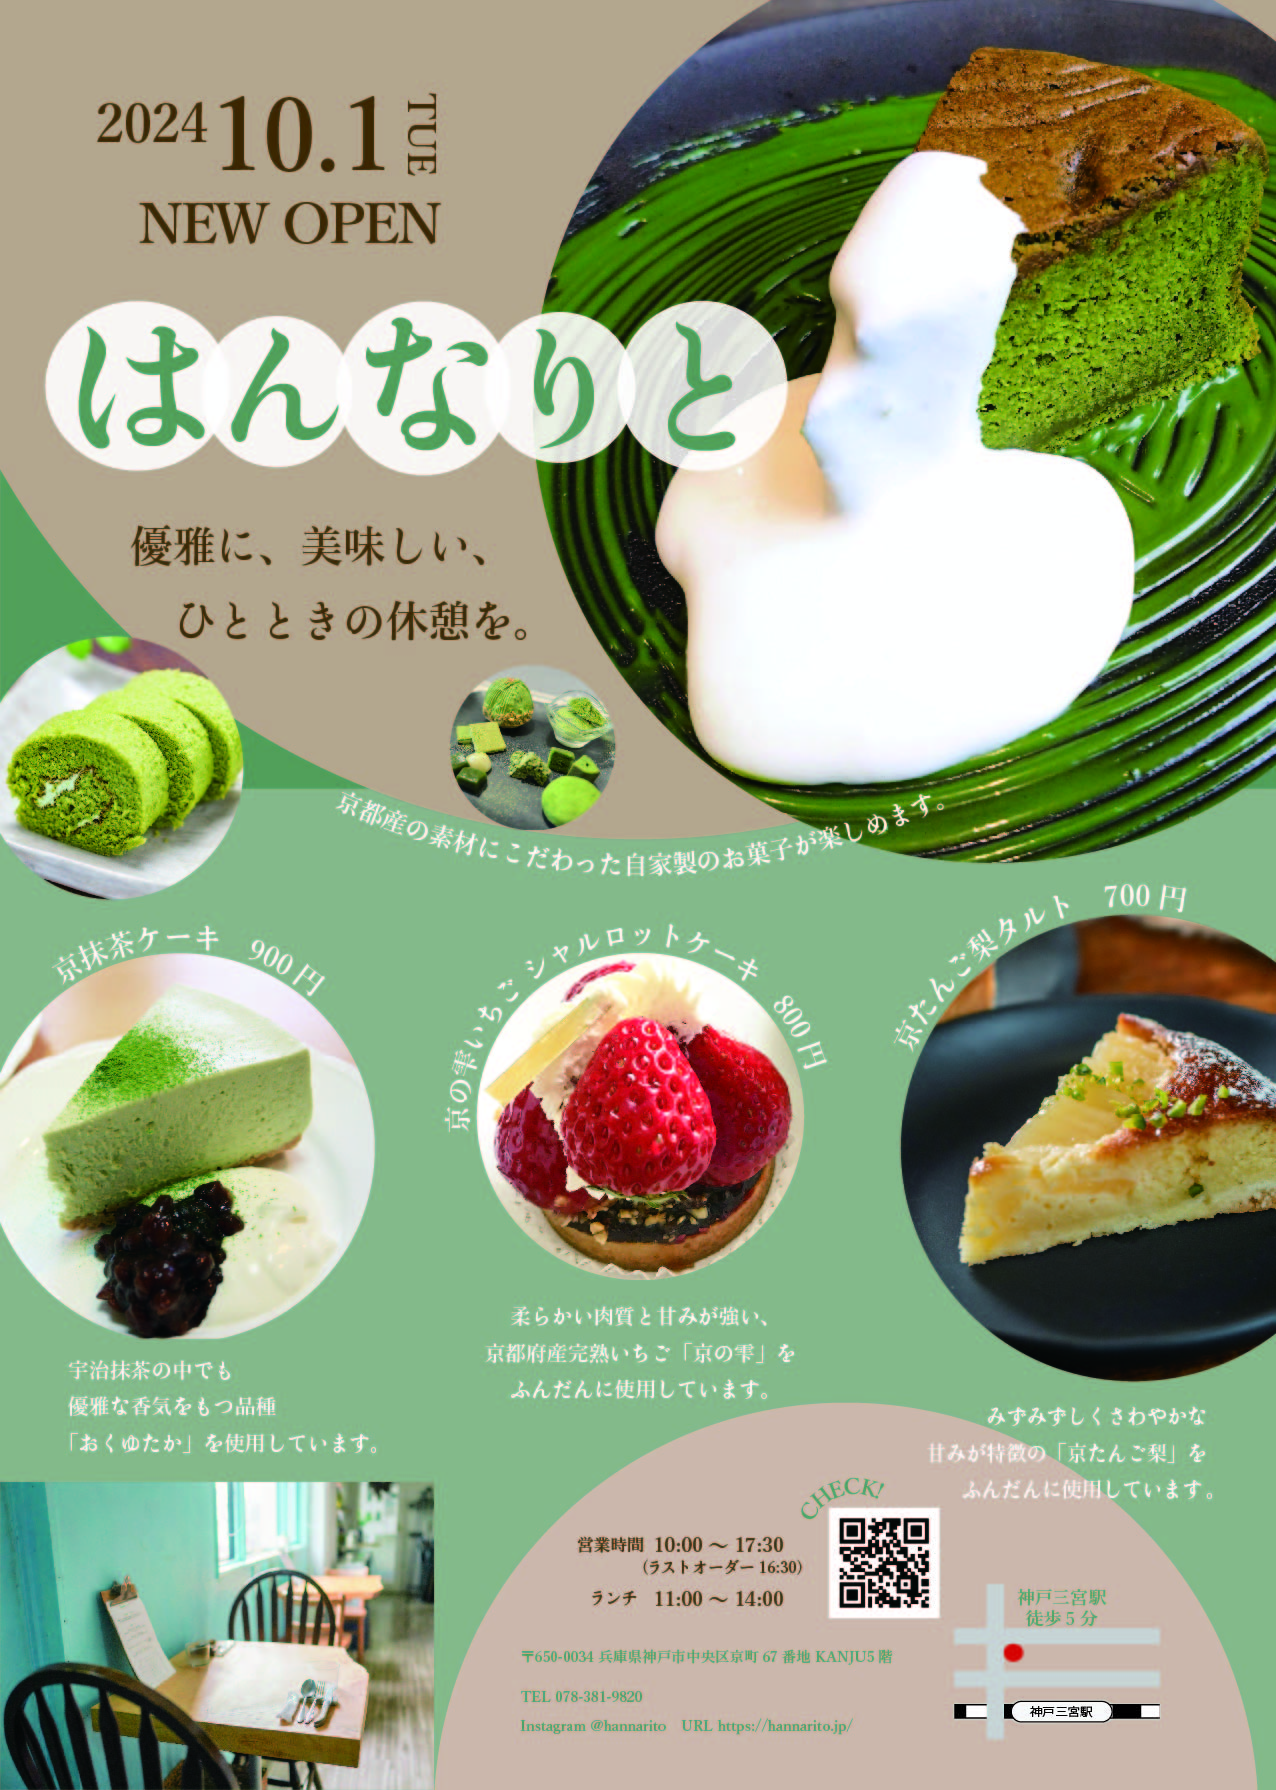 2024 10.1 TUE
NEW OPEN
はんなりと
優雅に、美味しい、
ひとときの休憩を。
京都産の素材にこだわった自家製のお菓子が楽しめます。
京抹茶ケーキ 900円
宇治抹茶の中でも
優雅な香気をもつ品種
「おくゆたか」を使用しています。
京の雫いちご シャルロットケーキ 800円
柔らかい肉質と甘みが強い、
京都府産完熟いちご「京の雫」を
ふんだんに使用しています。
京たんご梨タルト 700円
みずみずしくさわやかな
甘みが特徴の「京たんご梨」を
ふんだんに使用しています。
CHECK!
営業時間 10:00 〜 17:30
（ラストオーダー 16:30）
ランチ 11:00 〜 14:00
〒650-0034 兵庫県神戸市中央区京町 67 番地 KANJU5 階
TEL 078-381-9820
Instagram @hannarito URL https://hannarito.jp/
神戸三宮駅
徒歩 5 分
神戸三宮駅